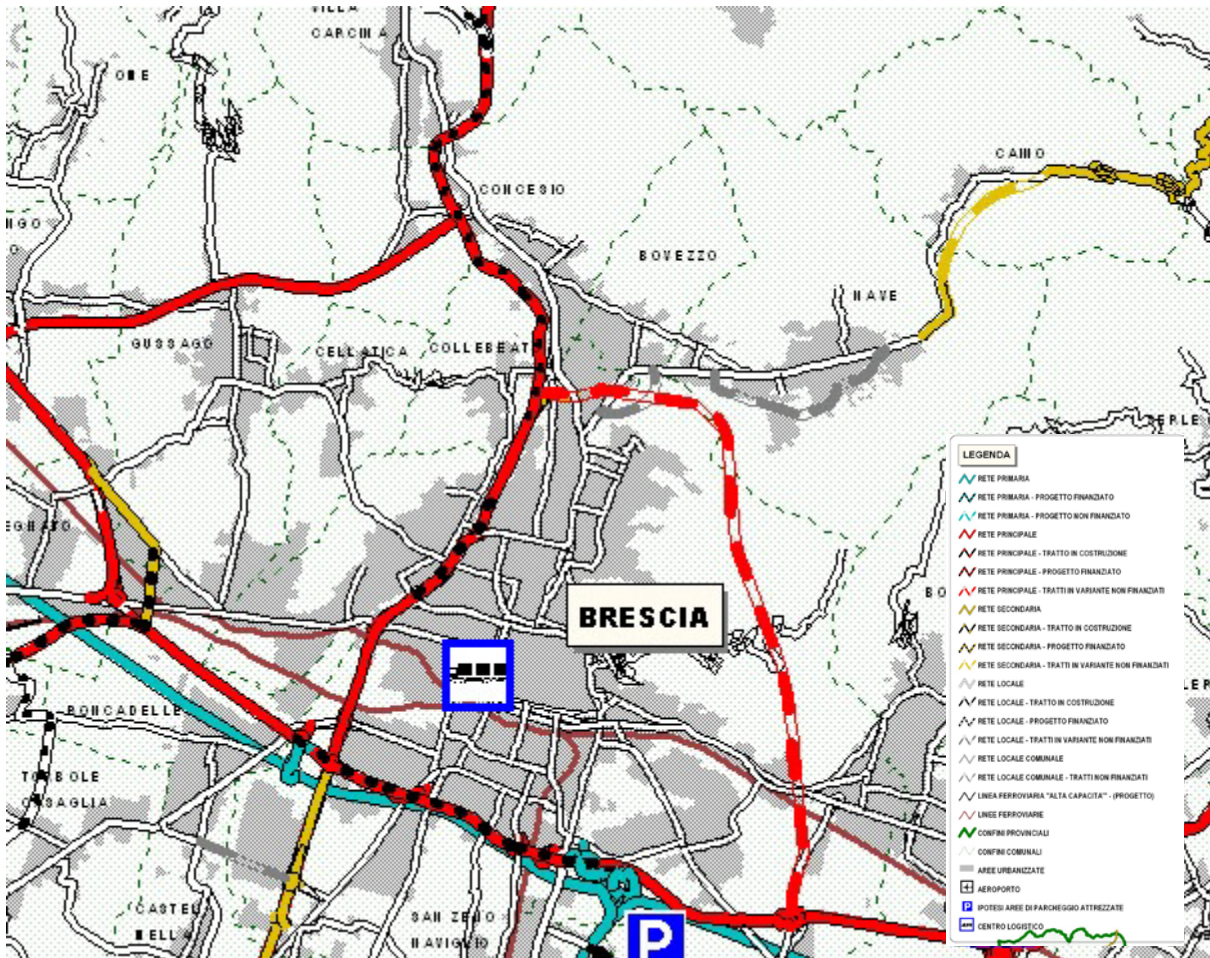 VILLA
CARCINA
OME
CAINO
CONCESIO
BOVEZZO
NAVE
GUSSAGO
CELLATICA
COLLEBEAT
BRESCIA
RONCADELLE
CASTEL
MELLA
SAN ZENO
NAVIGLIO
P
LEGENDA
RETE PRIMARIA
RETE PRIMARIA - PROGETTO FINANZIATO
RETE PRIMARIA - PROGETTO NON FINANZIATO
RETE PRINCIPALE
RETE PRINCIPALE - TRATTO IN COSTRUZIONE
RETE PRINCIPALE - PROGETTO FINANZIATO
RETE PRINCIPALE - TRATTI IN VARIANTE NON FINANZIATI
RETE SECONDARIA
RETE SECONDARIA - TRATTO IN COSTRUZIONE
RETE SECONDARIA - PROGETTO FINANZIATO
RETE SECONDARIA - TRATTI IN VARIANTE NON FINANZIATI
RETE LOCALE
RETE LOCALE - TRATTO IN COSTRUZIONE
RETE LOCALE - PROGETTO FINANZIATO
RETE LOCALE - TRATTI IN VARIANTE NON FINANZIATI
RETE LOCALE COMUNALE
RETE LOCALE COMUNALE - TRATTI NON FINANZIATI
LINEA FERROVIARIA "ALTA CAPACITA'" - (PROGETTO)
LINEE FERROVIARIE
CONFINI PROVINCIALI
CONFINI COMUNALI
AREE URBANIZZATE
AEROPORTO
P IPOTESI AREE DI PARCHEGGIO ATTREZZATE
CENTRO LOGISTICO